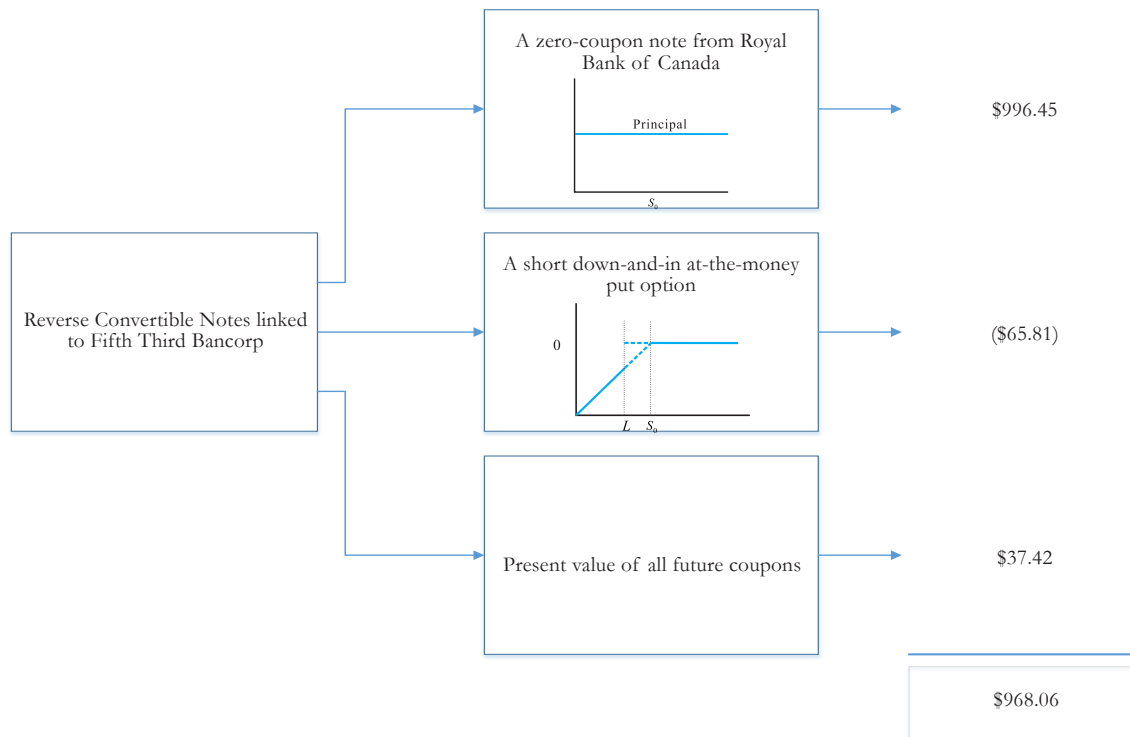 A zero-coupon note from Royal
Bank of Canada
Principal
S₀
$996.45
Reverse Convertible Notes linked
to Fifth Third Bancorp
A short down-and-in at-the-money
put option
0
L S₀
($65.81)
Present value of all future coupons
$37.42
$968.06